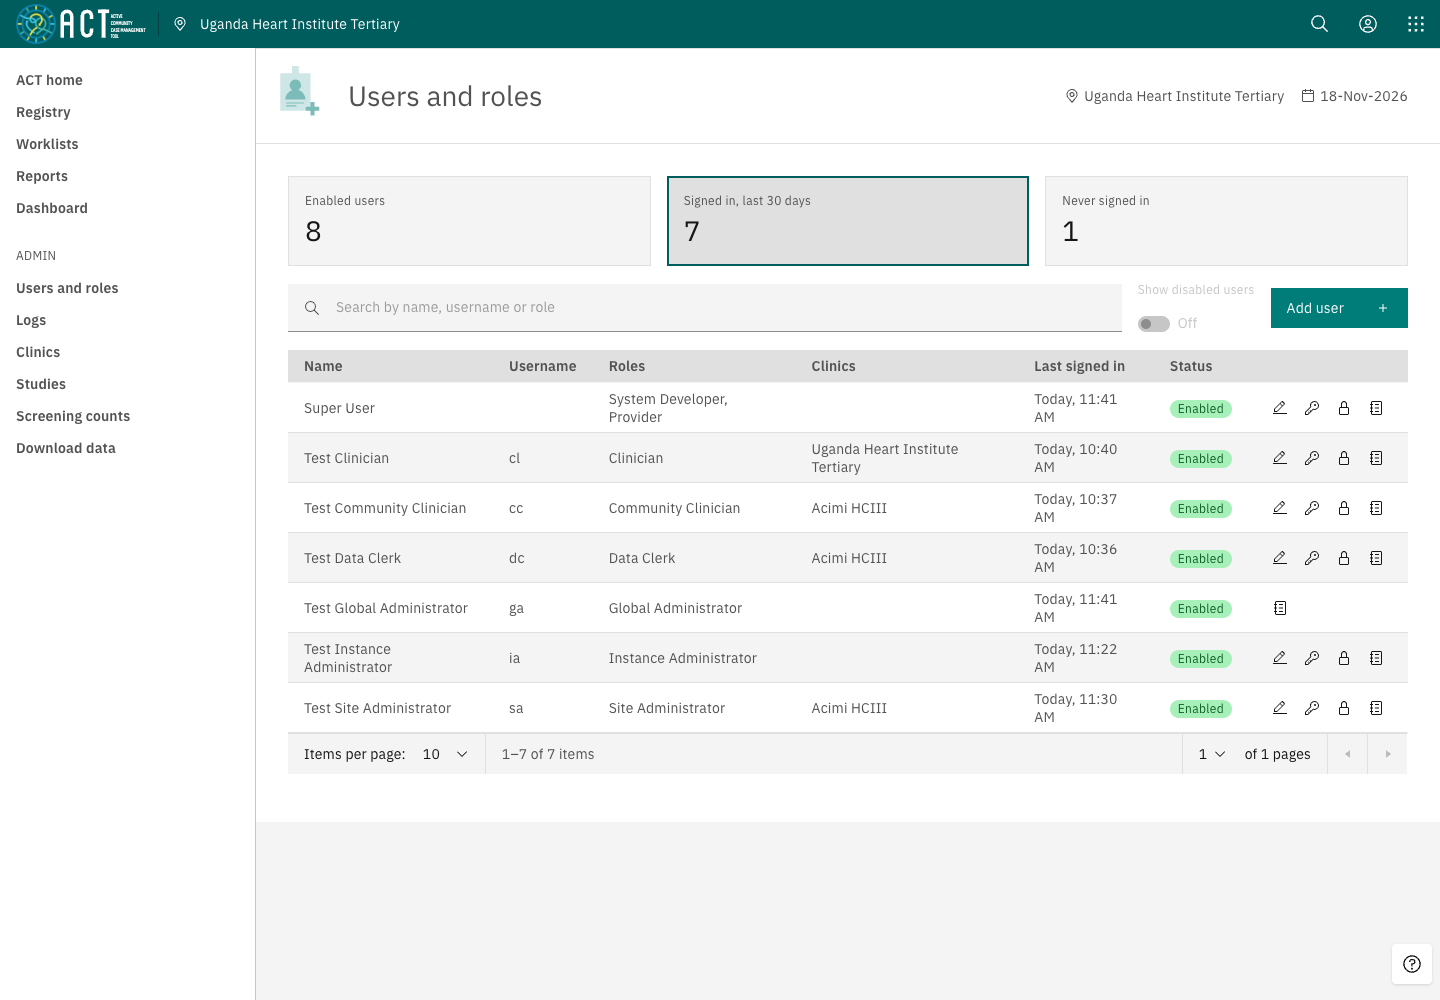 ACT ACTIVE
COMMUNITY
CASE MANAGEMENT
TOOL
Uganda Heart Institute Tertiary
ACT home
Registry
Worklists
Reports
Dashboard
ADMIN
Users and roles
Logs
Clinics
Studies
Screening counts
Download data
Users and roles
Uganda Heart Institute Tertiary 18-Nov-2026
Enabled users
8
Signed in, last 30 days
7
Never signed in
1
Search by name, username or role
Show disabled users
Off
Add user
Name Username Roles Clinics Last signed in Status
Super User System Developer, Provider Today, 11:41 AM Enabled
Test Clinician cl Clinician Uganda Heart Institute Tertiary Today, 10:40 AM Enabled
Test Community Clinician cc Community Clinician Acimi HCIII Today, 10:37 AM Enabled
Test Data Clerk dc Data Clerk Acimi HCIII Today, 10:36 AM Enabled
Test Global Administrator ga Global Administrator Today, 11:41 AM Enabled
Test Instance Administrator ia Instance Administrator Today, 11:22 AM Enabled
Test Site Administrator sa Site Administrator Acimi HCIII Today, 11:30 AM Enabled
Items per page: 10 1–7 of 7 items 1 of 1 pages